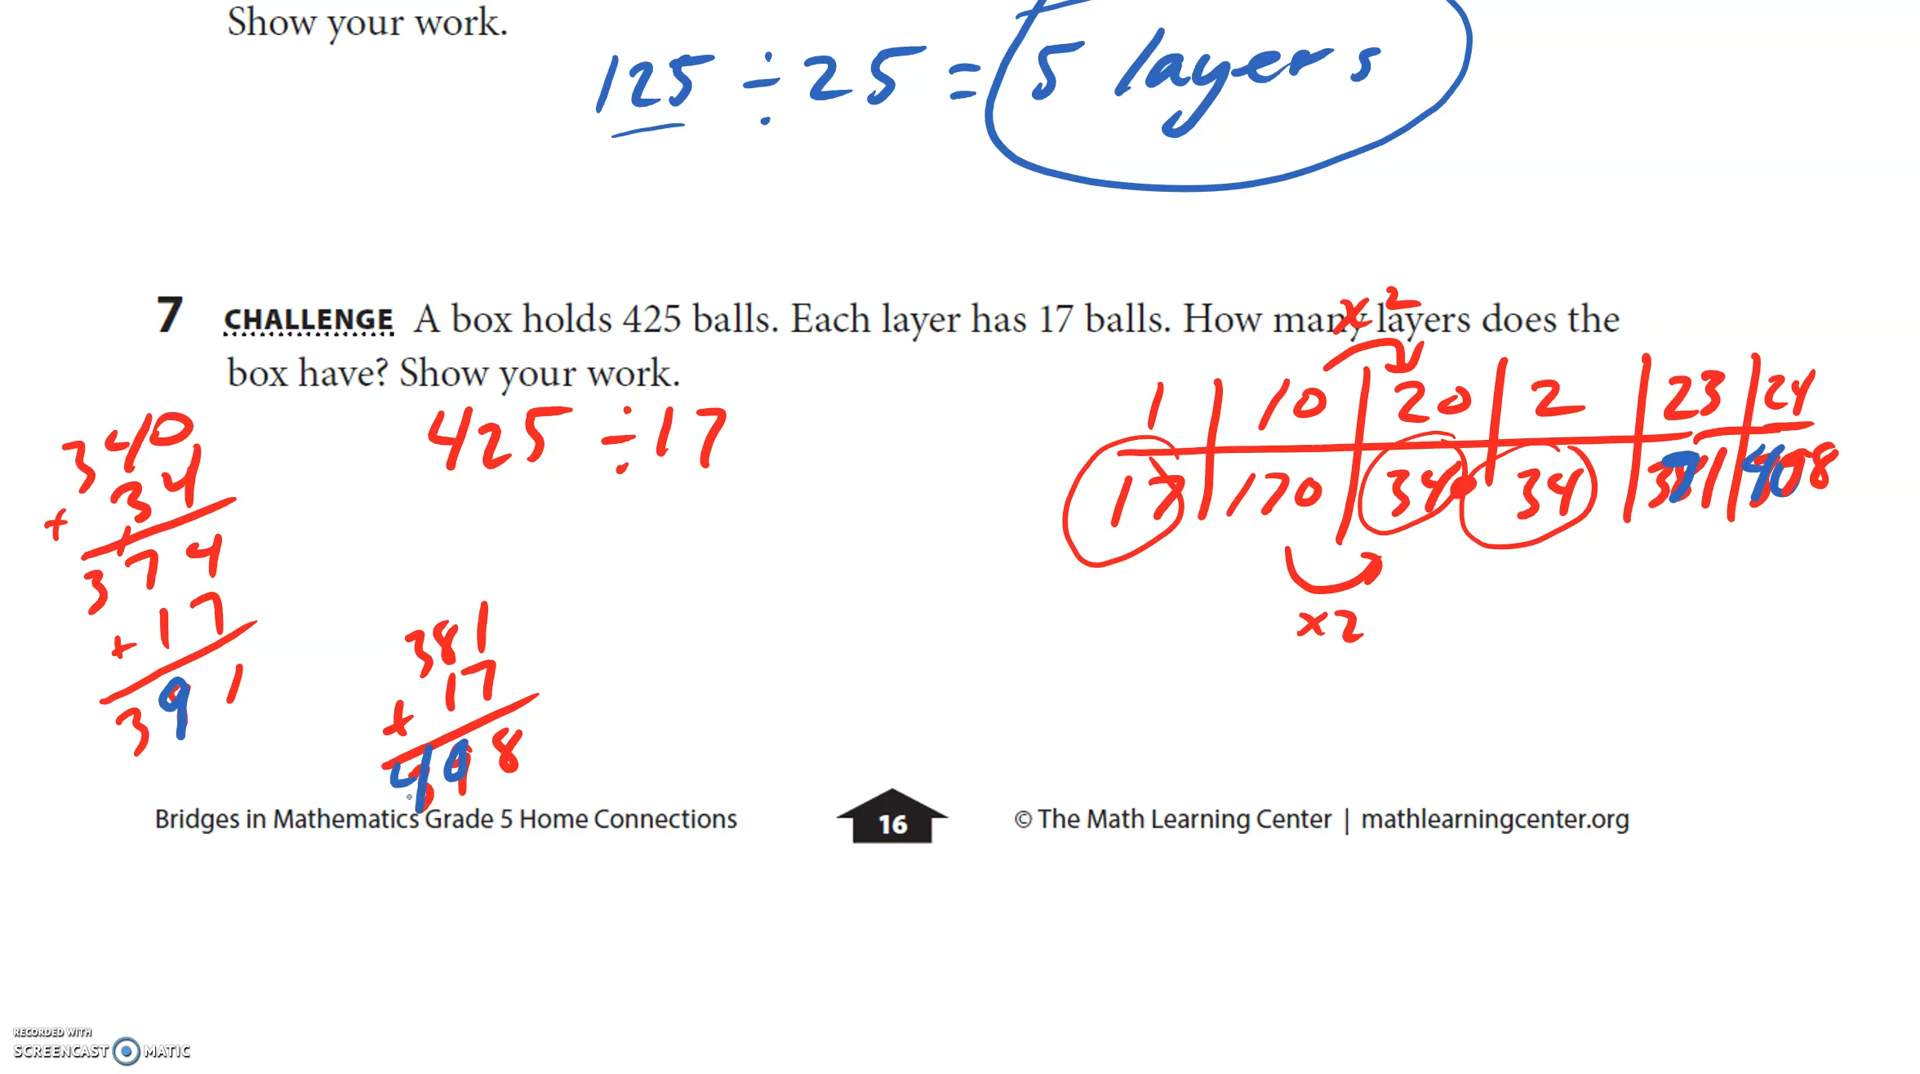 Show your work.
125 ÷ 25 = 5 layers
7 CHALLENGE A box holds 425 balls. Each layer has 17 balls. How many layers does the
box have? Show your work.
x2
1 10 20 2 23 24
17 170 340 34
x2
425 ÷ 17
340
+ 34
374
+ 17
391
381
+ 17
8
Bridges in Mathematics Grade 5 Home Connections
16
© The Math Learning Center | mathlearningcenter.org
RECORDED WITH
SCREENCAST MATIC